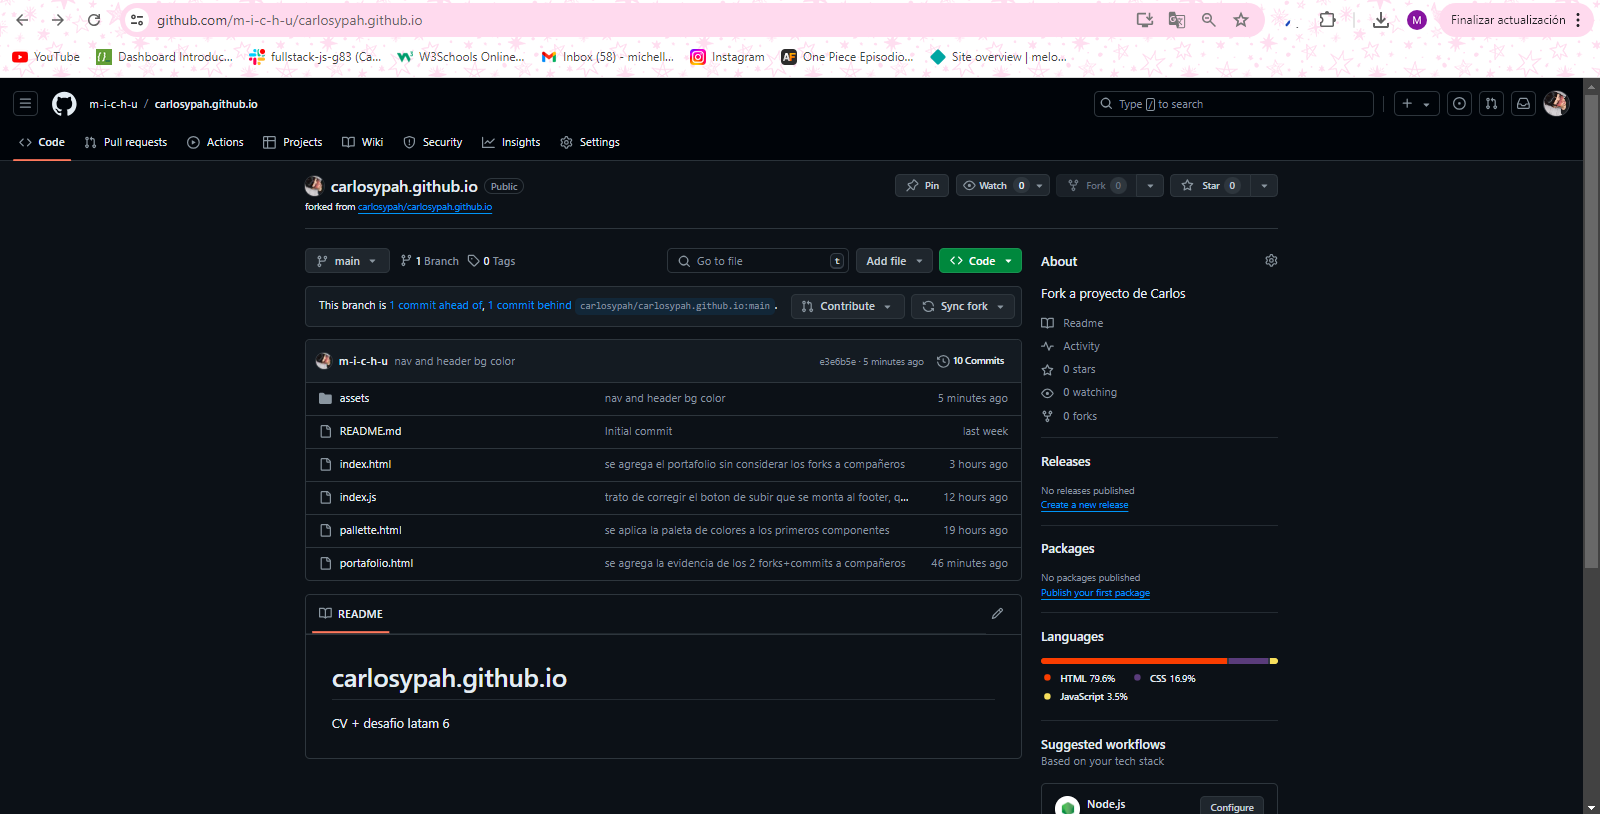 github.com/m-i-c-h-u/carlosypah.github.io
M
Finalizar actualización
YouTube
Dashboard Introduc...
fullstack-js-g83 (Ca...
W3Schools Online...
Inbox (58) - michell...
Instagram
One Piece Episodio...
Site overview | melo...
m-i-c-h-u / carlosypah.github.io
Type / to search
Code
Pull requests
Actions
Projects
Wiki
Security
Insights
Settings
carlosypah.github.io Public
forked from carlosypah/carlosypah.github.io
Pin
Watch 0
Fork 0
Star 0
main
1 Branch
0 Tags
Go to file t
Add file
Code
This branch is 1 commit ahead of, 1 commit behind carlosypah/carlosypah.github.io:main .
Contribute
Sync fork
m-i-c-h-u nav and header bg color e3e6b5e · 5 minutes ago 10 Commits
assets nav and header bg color 5 minutes ago
README.md Initial commit last week
index.html se agrega el portafolio sin considerar los forks a compañeros 3 hours ago
index.js trato de corregir el boton de subir que se monta al footer, q... 12 hours ago
pallette.html se aplica la paleta de colores a los primeros componentes 19 hours ago
portafolio.html se agrega la evidencia de los 2 forks+commits a compañeros 46 minutes ago
README
carlosypah.github.io
CV + desafio latam 6
About
Fork a proyecto de Carlos
Readme
Activity
0 stars
0 watching
0 forks
Releases
No releases published
Create a new release
Packages
No packages published
Publish your first package
Languages
HTML 79.6%
CSS 16.9%
JavaScript 3.5%
Suggested workflows
Based on your tech stack
Node.js
Configure